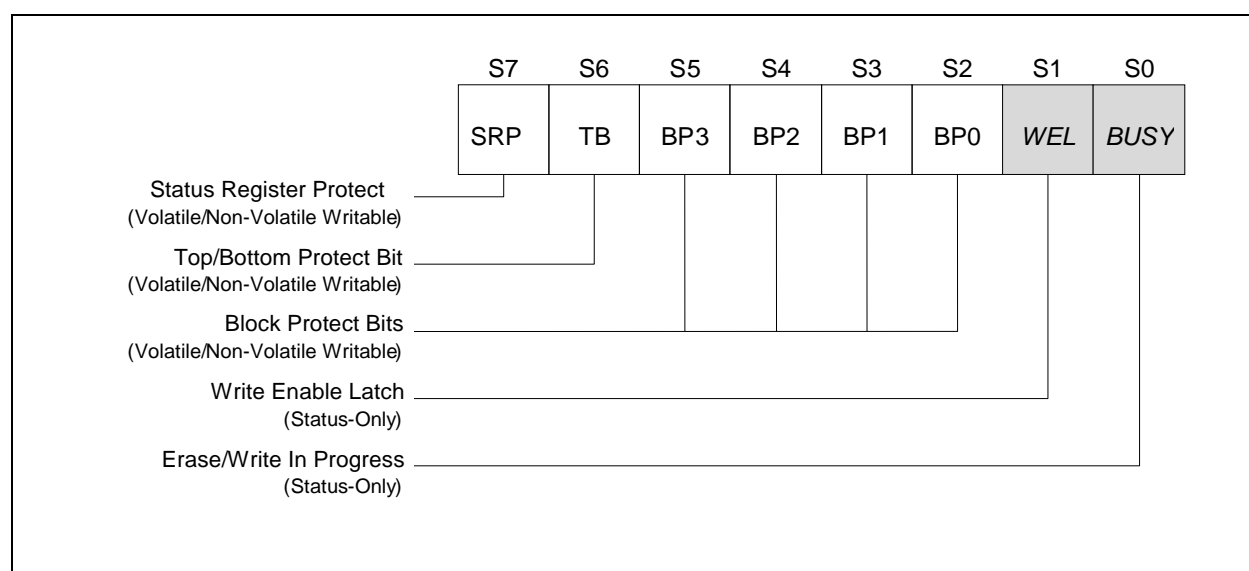 S7 S6 S5 S4 S3 S2 S1 S0
SRP TB BP3 BP2 BP1 BP0 WEL BUSY
Status Register Protect
(Volatile/Non-Volatile Writable)
Top/Bottom Protect Bit
(Volatile/Non-Volatile Writable)
Block Protect Bits
(Volatile/Non-Volatile Writable)
Write Enable Latch
(Status-Only)
Erase/Write In Progress
(Status-Only)